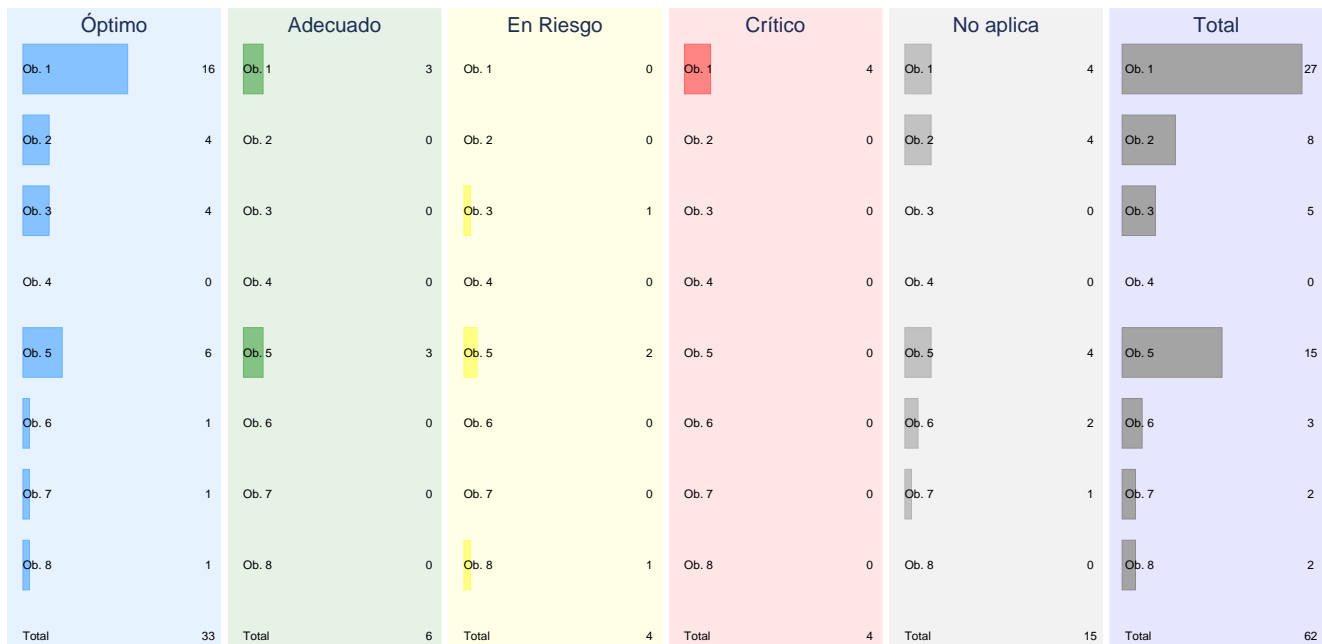 Óptimo Adecuado En Riesgo Crítico No aplica Total
Ob. 1 16 Ob. 1 3 Ob. 1 0 Ob. 1 4 Ob. 1 4 Ob. 1 27
Ob. 2 4 Ob. 2 0 Ob. 2 0 Ob. 2 0 Ob. 2 4 Ob. 2 8
Ob. 3 4 Ob. 3 0 Ob. 3 1 Ob. 3 0 Ob. 3 0 Ob. 3 5
Ob. 4 0 Ob. 4 0 Ob. 4 0 Ob. 4 0 Ob. 4 0 Ob. 4 0
Ob. 5 6 Ob. 5 3 Ob. 5 2 Ob. 5 0 Ob. 5 4 Ob. 5 15
Ob. 6 1 Ob. 6 0 Ob. 6 0 Ob. 6 0 Ob. 6 2 Ob. 6 3
Ob. 7 1 Ob. 7 0 Ob. 7 0 Ob. 7 0 Ob. 7 1 Ob. 7 2
Ob. 8 1 Ob. 8 0 Ob. 8 1 Ob. 8 0 Ob. 8 0 Ob. 8 2
Total 33 Total 6 Total 4 Total 4 Total 15 Total 62